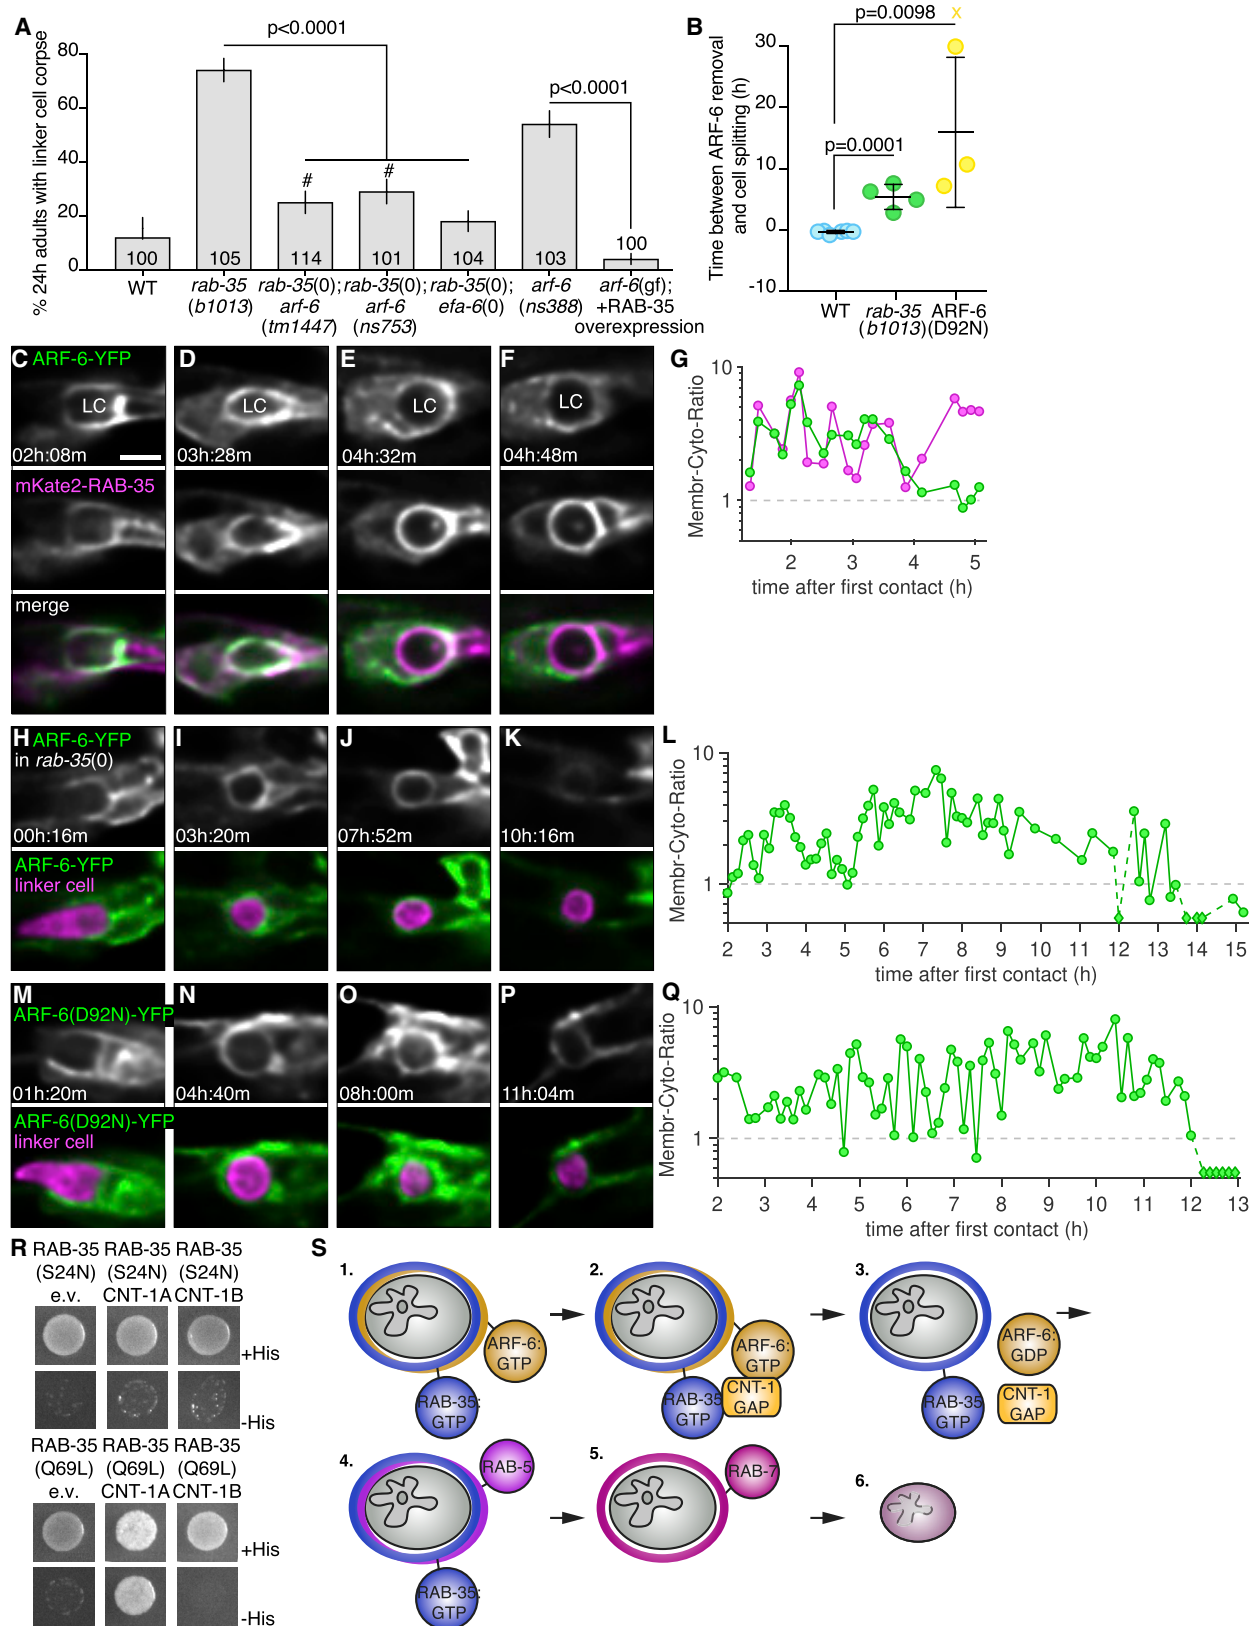 A
p<0.0001
p<0.0001
% 24h adults with linker cell corpse
80
60
40
20
0
#
#
100
105
114
101
104
103
100
WT
rab-35
(b1013)
rab-35(0);
arf-6
(tm1447)
rab-35(0);
arf-6
(ns753)
rab-35(0);
efa-6(0)
arf-6
(ns388)
arf-6(gf);
+RAB-35
overexpression
B
p=0.0098
x
p=0.0001
Time between ARF-6 removal
and cell splitting (h)
30
20
10
0
-10
WT
rab-35
(b1013)
ARF-6
(D92N)
C
ARF-6-YFP
LC
02h:08m
D
LC
03h:28m
E
LC
04h:32m
F
LC
04h:48m
mKate2-RAB-35
merge
G
Membr-Cyto-Ratio
10
1
2
3
4
5
time after first contact (h)
H
ARF-6-YFP
in rab-35(0)
00h:16m
I
03h:20m
J
07h:52m
K
10h:16m
ARF-6-YFP
linker cell
L
Membr-Cyto-Ratio
10
1
2 3 4 5 6 7 8 9 10 11 12 13 14 15
time after first contact (h)
M
ARF-6(D92N)-YFP
01h:20m
N
04h:40m
O
08h:00m
P
11h:04m
ARF-6(D92N)-YFP
linker cell
Q
Membr-Cyto-Ratio
10
1
2 3 4 5 6 7 8 9 10 11 12 13
time after first contact (h)
R
RAB-35
(S24N)
e.v.
RAB-35
(S24N)
CNT-1A
RAB-35
(S24N)
CNT-1B
+His
-His
RAB-35
(Q69L)
e.v.
RAB-35
(Q69L)
CNT-1A
RAB-35
(Q69L)
CNT-1B
+His
-His
S
1.
ARF-6:
GTP
RAB-35:
GTP
2.
ARF-6:
GTP
RAB-35
GTP
CNT-1
GAP
3.
ARF-6:
GDP
RAB-35
GTP
CNT-1
GAP
4.
RAB-5
RAB-35:
GTP
5.
RAB-7
6.